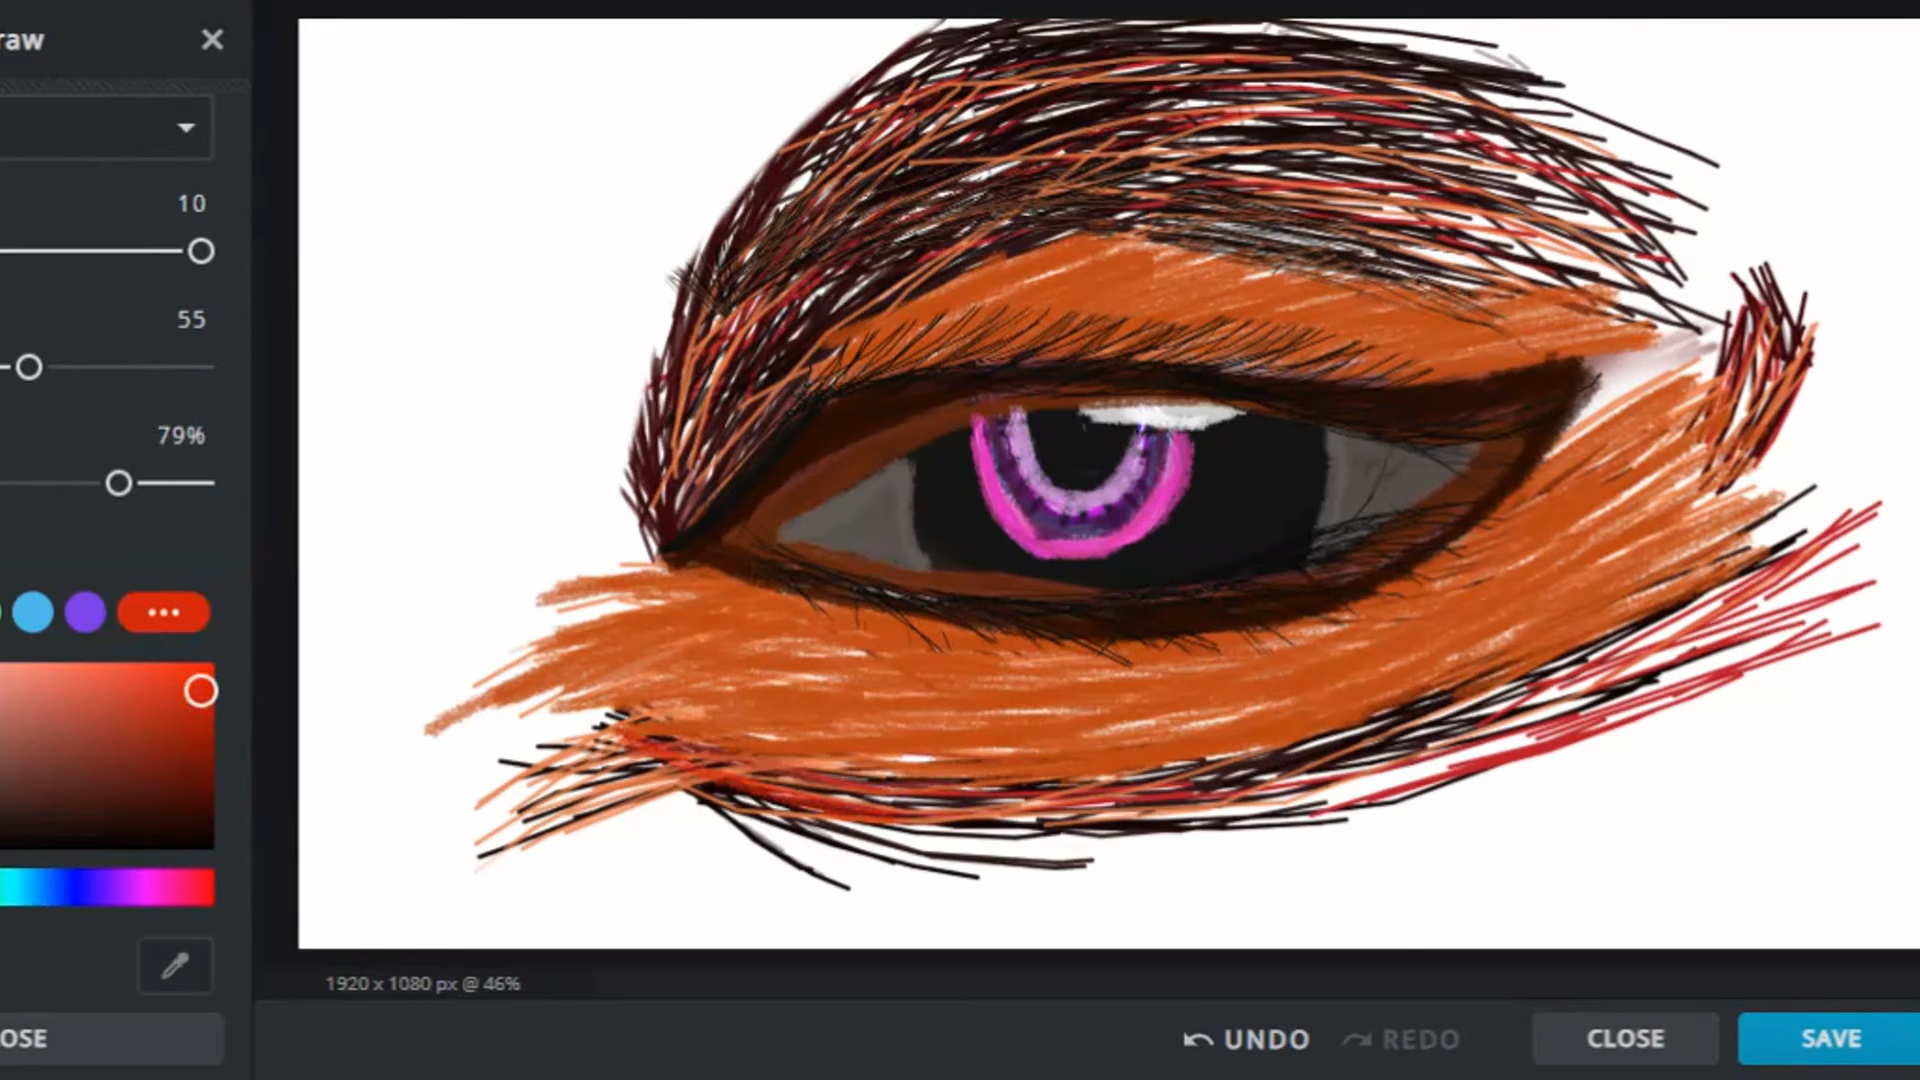 raw
10
55
79%
OSE
1920 x 1080 px @ 46%
UNDO
REDO
CLOSE
SAVE